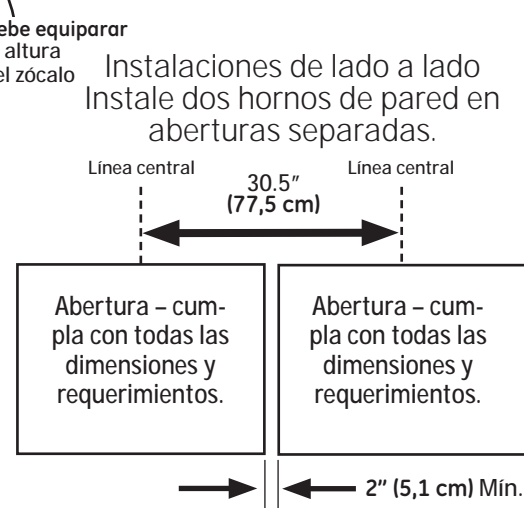 ebe equiparar
altura
el zócalo
Instalaciones de lado a lado
Instale dos hornos de pared en
aberturas separadas.
Línea central
Línea central
30.5”
(77,5 cm)
Abertura – cum-
pla con todas las
dimensiones y
requerimientos.
Abertura – cum-
pla con todas las
dimensiones y
requerimientos.
2” (5,1 cm) Mín.